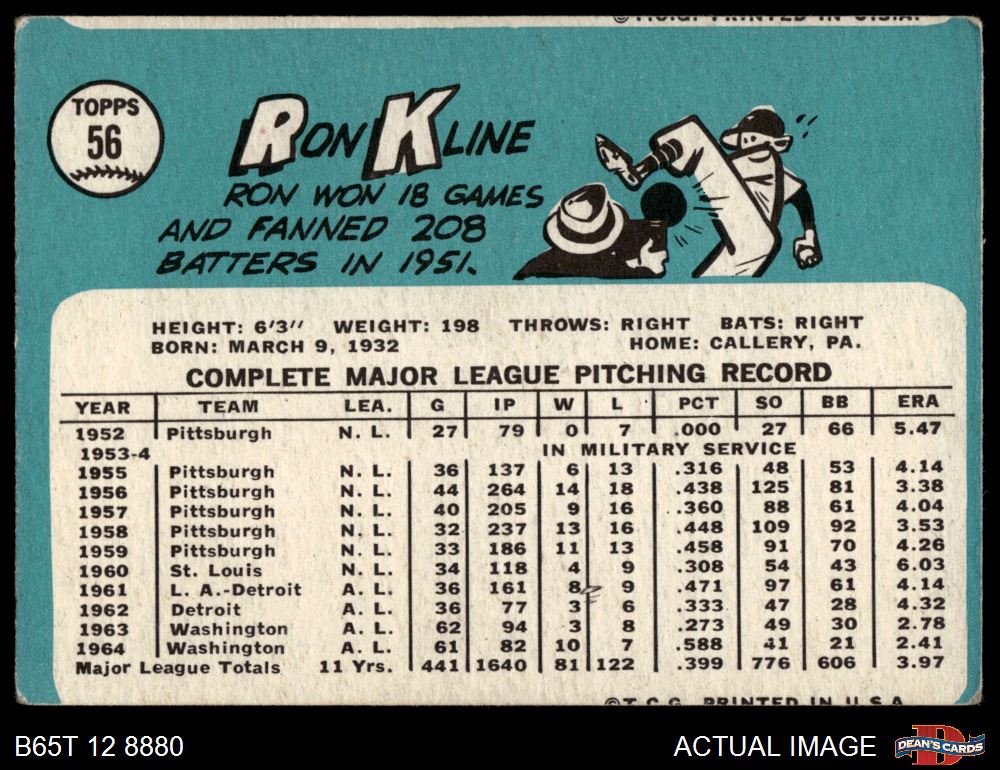 ©T.C.G. PRINTED IN U.S.A.
TOPPS
56
RON KLINE
RON WON 18 GAMES
AND FANNED 208
BATTERS IN 1951.
HEIGHT: 6'3" WEIGHT: 198 THROWS: RIGHT BATS: RIGHT
BORN: MARCH 9, 1932 HOME: CALLERY, PA.
COMPLETE MAJOR LEAGUE PITCHING RECORD
YEAR TEAM LEA. G IP W L PCT SO BB ERA
1952 Pittsburgh N. L. 27 79 0 7 .000 27 66 5.47
1953-4 IN MILITARY SERVICE
1955 Pittsburgh N. L. 36 137 6 13 .316 48 53 4.14
1956 Pittsburgh N. L. 44 264 14 18 .438 125 81 3.38
1957 Pittsburgh N. L. 40 205 9 16 .360 88 61 4.04
1958 Pittsburgh N. L. 32 237 13 16 .448 109 92 3.53
1959 Pittsburgh N. L. 33 186 11 13 .458 91 70 4.26
1960 St. Louis N. L. 34 118 4 9 .308 54 43 6.03
1961 L. A.-Detroit A. L. 36 161 8 9 .471 97 61 4.14
1962 Detroit A. L. 36 77 3 6 .333 47 28 4.32
1963 Washington A. L. 62 94 3 8 .273 49 30 2.78
1964 Washington A. L. 61 82 10 7 .588 41 21 2.41
Major League Totals 11 Yrs. 441 1640 81 122 .399 776 606 3.97
©T.C.G. PRINTED IN U.S.A.
B65T 12 8880 ACTUAL IMAGE
D
DEAN'S CARDS